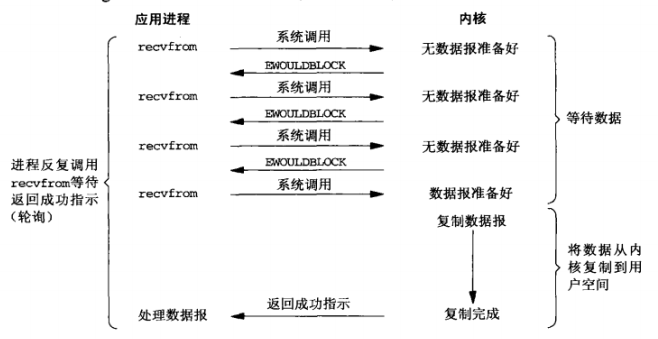 应用进程 内核
recvfrom 系统调用 无数据报准备好
EWOULDBLOCK
recvfrom 系统调用 无数据报准备好
EWOULDBLOCK
等待数据
recvfrom 系统调用 无数据报准备好
EWOULDBLOCK
进程反复调用
recvfrom等待
返回成功指示
（轮询）
recvfrom 系统调用 数据报准备好
复制数据报
将数据从内
核复制到用
户空间
处理数据报 返回成功指示 复制完成